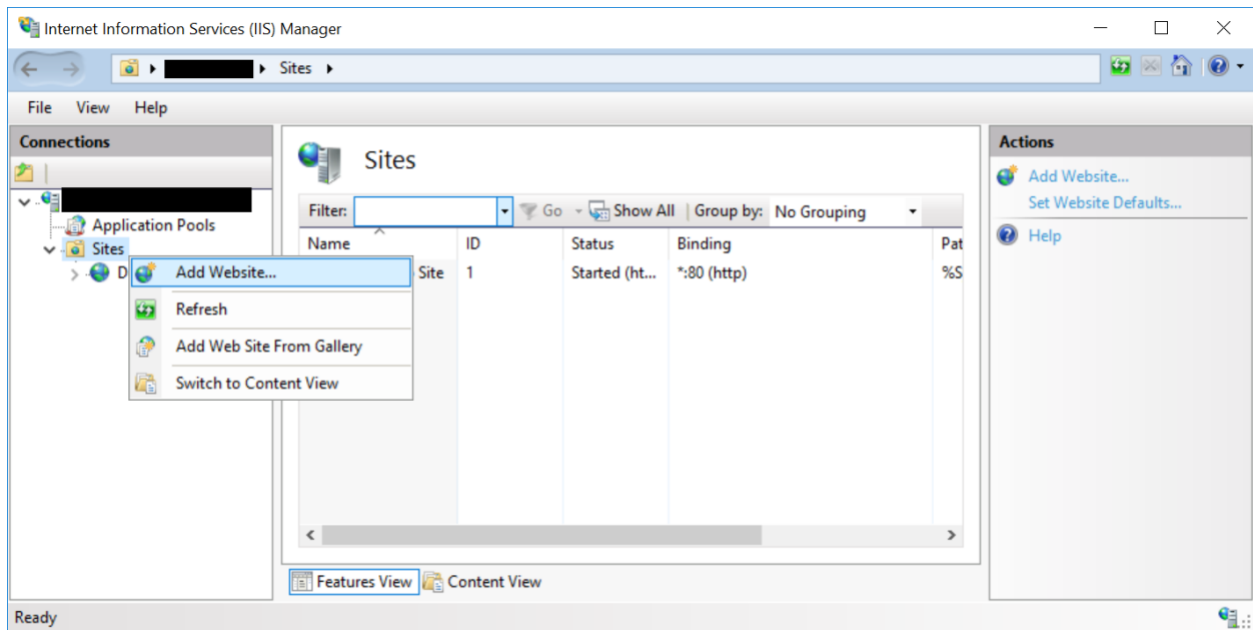 Internet Information Services (IIS) Manager
Sites
File View Help
Connections
Application Pools
Sites
D
Add Website...
Refresh
Add Web Site From Gallery
Switch to Content View
Sites
Filter: Go Show All Group by: No Grouping
Name ID Status Binding Pat
Site 1 Started (ht... *:80 (http) %S
Features View Content View
Actions
Add Website...
Set Website Defaults...
Help
Ready